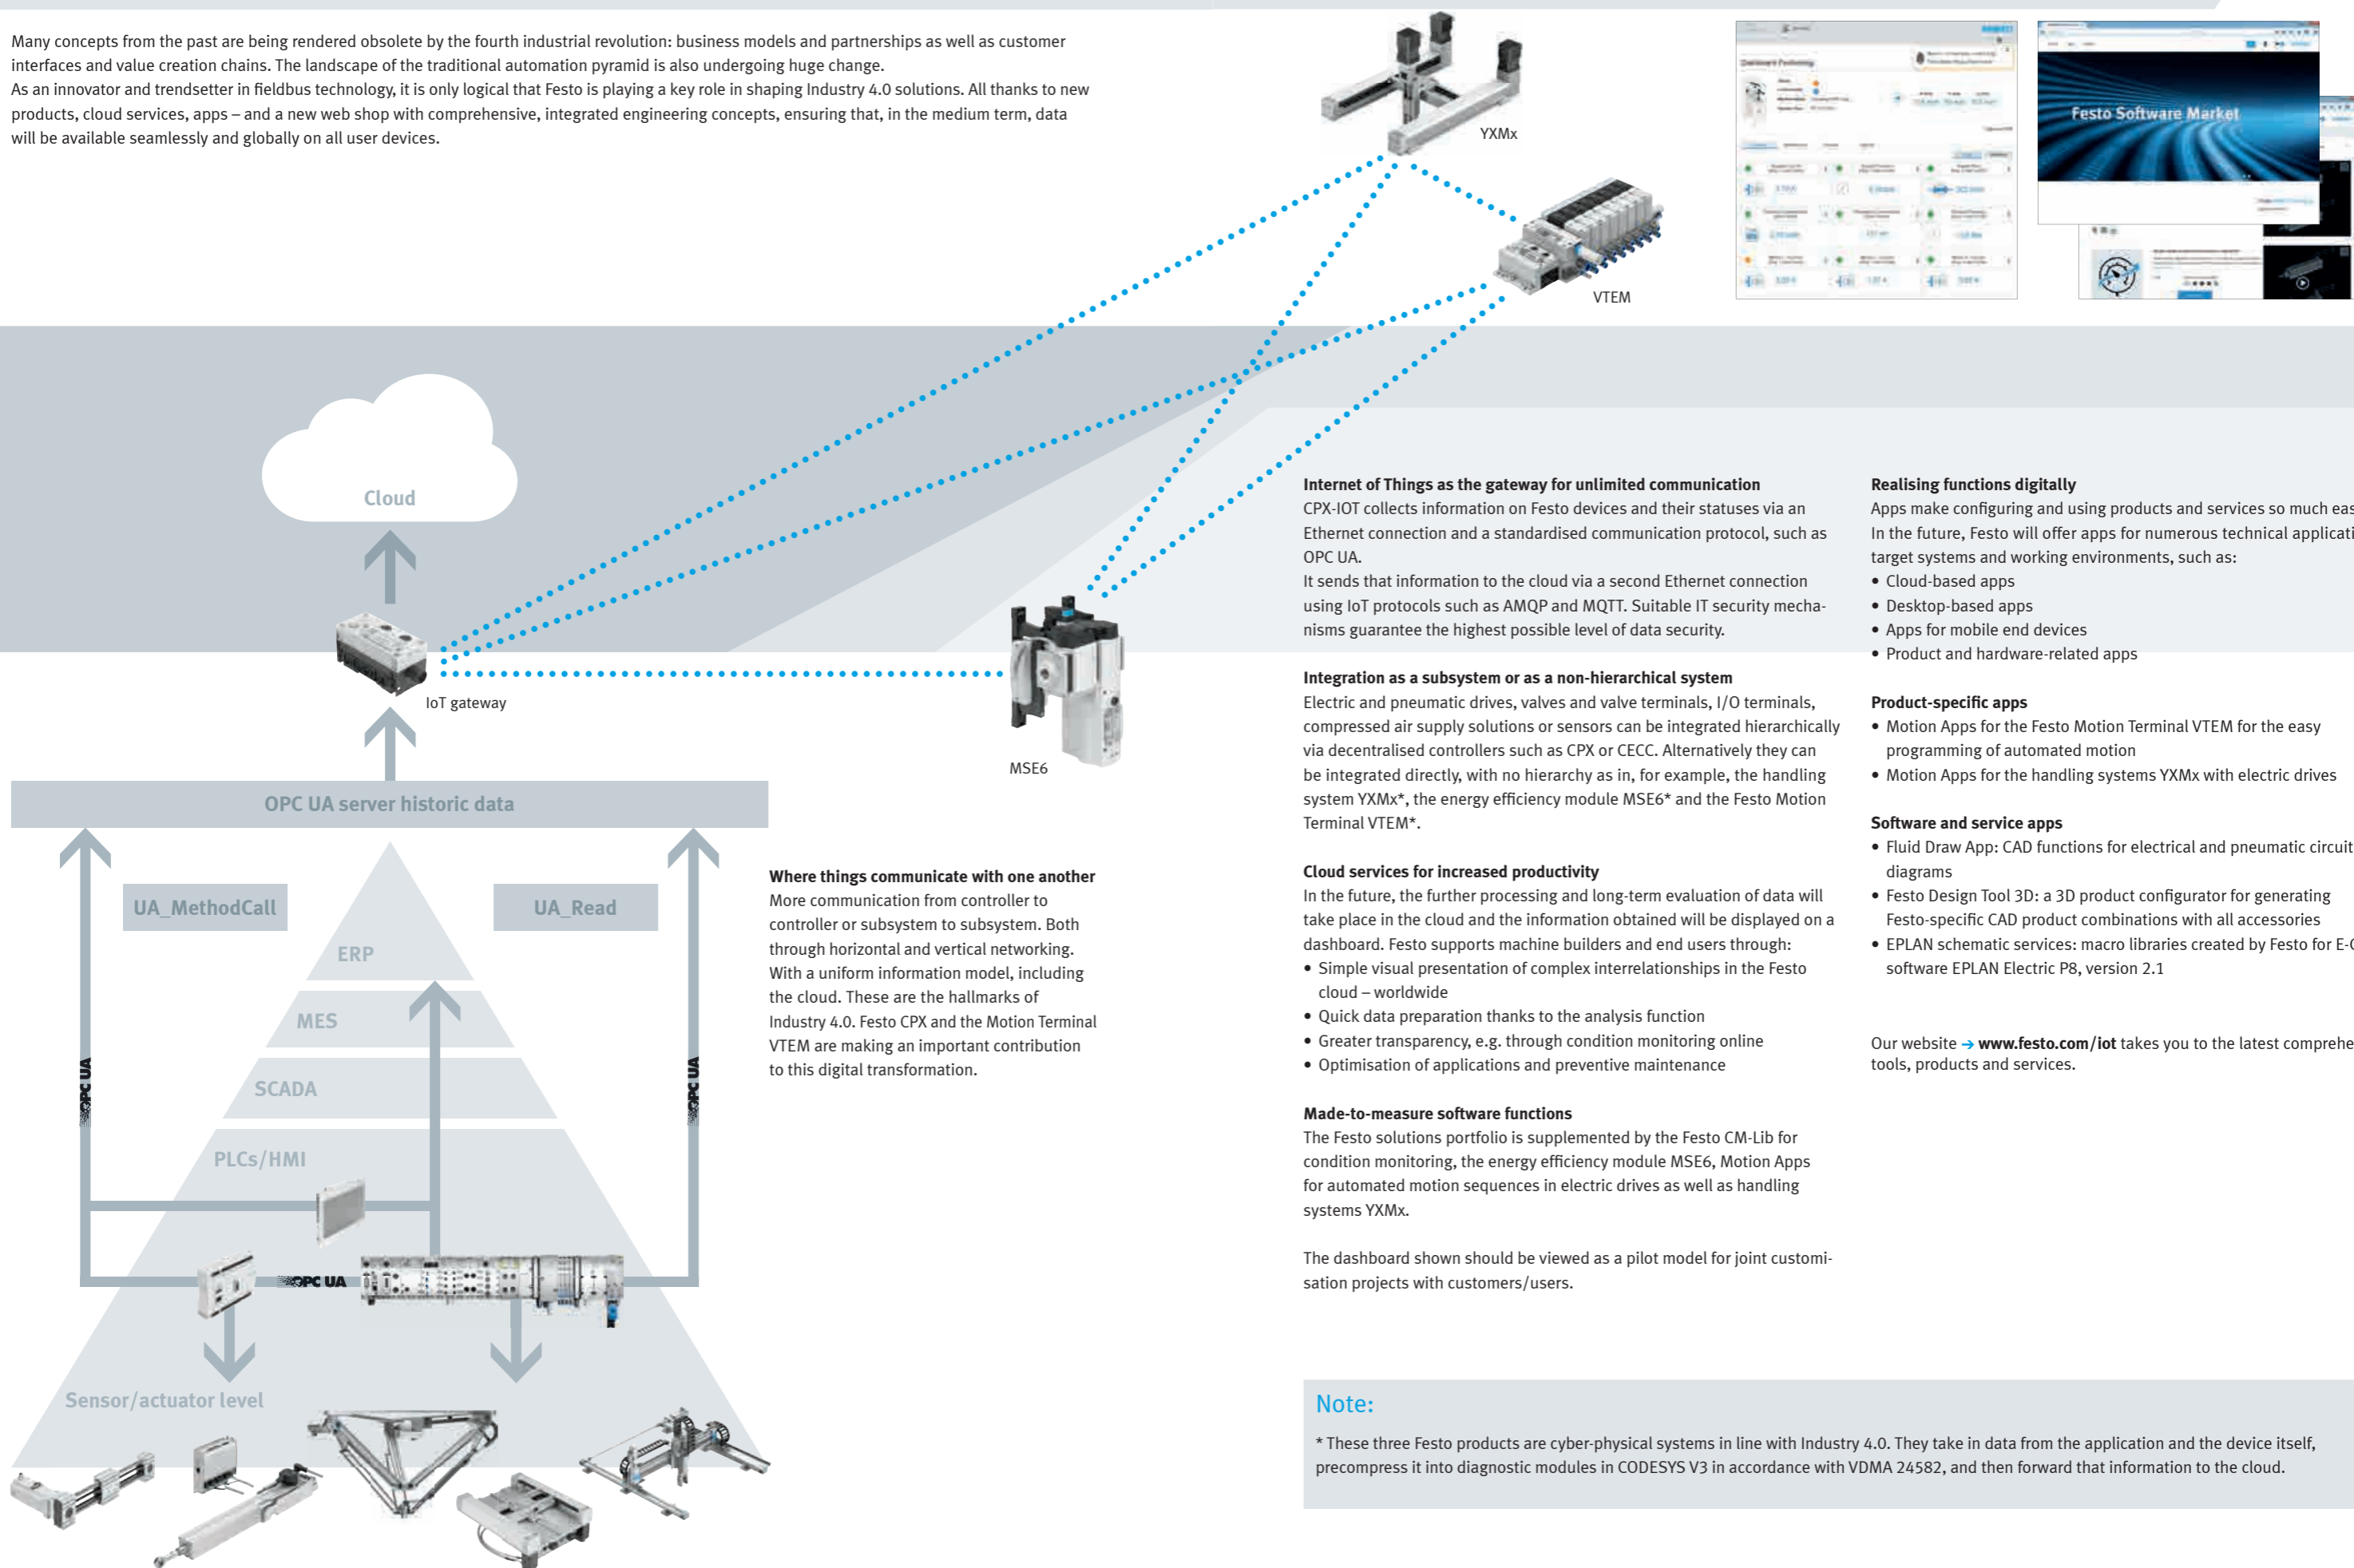 Many concepts from the past are being rendered obsolete by the fourth industrial revolution: business models and partnerships as well as customer
interfaces and value creation chains. The landscape of the traditional automation pyramid is also undergoing huge change.
As an innovator and trendsetter in fieldbus technology, it is only logical that Festo is playing a key role in shaping Industry 4.0 solutions. All thanks to new
products, cloud services, apps – and a new web shop with comprehensive, integrated engineering concepts, ensuring that, in the medium term, data
will be available seamlessly and globally on all user devices.
YXMx
VTEM
Festo Software Market
Cloud
IoT gateway
MSE6
OPC UA server historic data
UA_MethodCall
UA_Read
ERP
MES
SCADA
PLCs/HMI
OPC UA
OPC UA
OPC UA
Sensor/actuator level
Where things communicate with one another
More communication from controller to
controller or subsystem to subsystem. Both
through horizontal and vertical networking.
With a uniform information model, including
the cloud. These are the hallmarks of
Industry 4.0. Festo CPX and the Motion Terminal
VTEM are making an important contribution
to this digital transformation.
Internet of Things as the gateway for unlimited communication
CPX-IOT collects information on Festo devices and their statuses via an
Ethernet connection and a standardised communication protocol, such as
OPC UA.
It sends that information to the cloud via a second Ethernet connection
using IoT protocols such as AMQP and MQTT. Suitable IT security mecha-
nisms guarantee the highest possible level of data security.
Integration as a subsystem or as a non-hierarchical system
Electric and pneumatic drives, valves and valve terminals, I/O terminals,
compressed air supply solutions or sensors can be integrated hierarchically
via decentralised controllers such as CPX or CECC. Alternatively they can
be integrated directly, with no hierarchy as in, for example, the handling
system YXMx*, the energy efficiency module MSE6* and the Festo Motion
Terminal VTEM*.
Cloud services for increased productivity
In the future, the further processing and long-term evaluation of data will
take place in the cloud and the information obtained will be displayed on a
dashboard. Festo supports machine builders and end users through:
• Simple visual presentation of complex interrelationships in the Festo
cloud – worldwide
• Quick data preparation thanks to the analysis function
• Greater transparency, e.g. through condition monitoring online
• Optimisation of applications and preventive maintenance
Made-to-measure software functions
The Festo solutions portfolio is supplemented by the Festo CM-Lib for
condition monitoring, the energy efficiency module MSE6, Motion Apps
for automated motion sequences in electric drives as well as handling
systems YXMx.
The dashboard shown should be viewed as a pilot model for joint customi-
sation projects with customers/users.
Realising functions digitally
Apps make configuring and using products and services so much eas
In the future, Festo will offer apps for numerous technical applicati
target systems and working environments, such as:
• Cloud-based apps
• Desktop-based apps
• Apps for mobile end devices
• Product and hardware-related apps
Product-specific apps
• Motion Apps for the Festo Motion Terminal VTEM for the easy
programming of automated motion
• Motion Apps for the handling systems YXMx with electric drives
Software and service apps
• Fluid Draw App: CAD functions for electrical and pneumatic circuit
diagrams
• Festo Design Tool 3D: a 3D product configurator for generating
Festo-specific CAD product combinations with all accessories
• EPLAN schematic services: macro libraries created by Festo for E-C
software EPLAN Electric P8, version 2.1
Our website → www.festo.com/iot takes you to the latest comprehe
tools, products and services.
Note:
* These three Festo products are cyber-physical systems in line with Industry 4.0. They take in data from the application and the device itself,
precompress it into diagnostic modules in CODESYS V3 in accordance with VDMA 24582, and then forward that information to the cloud.